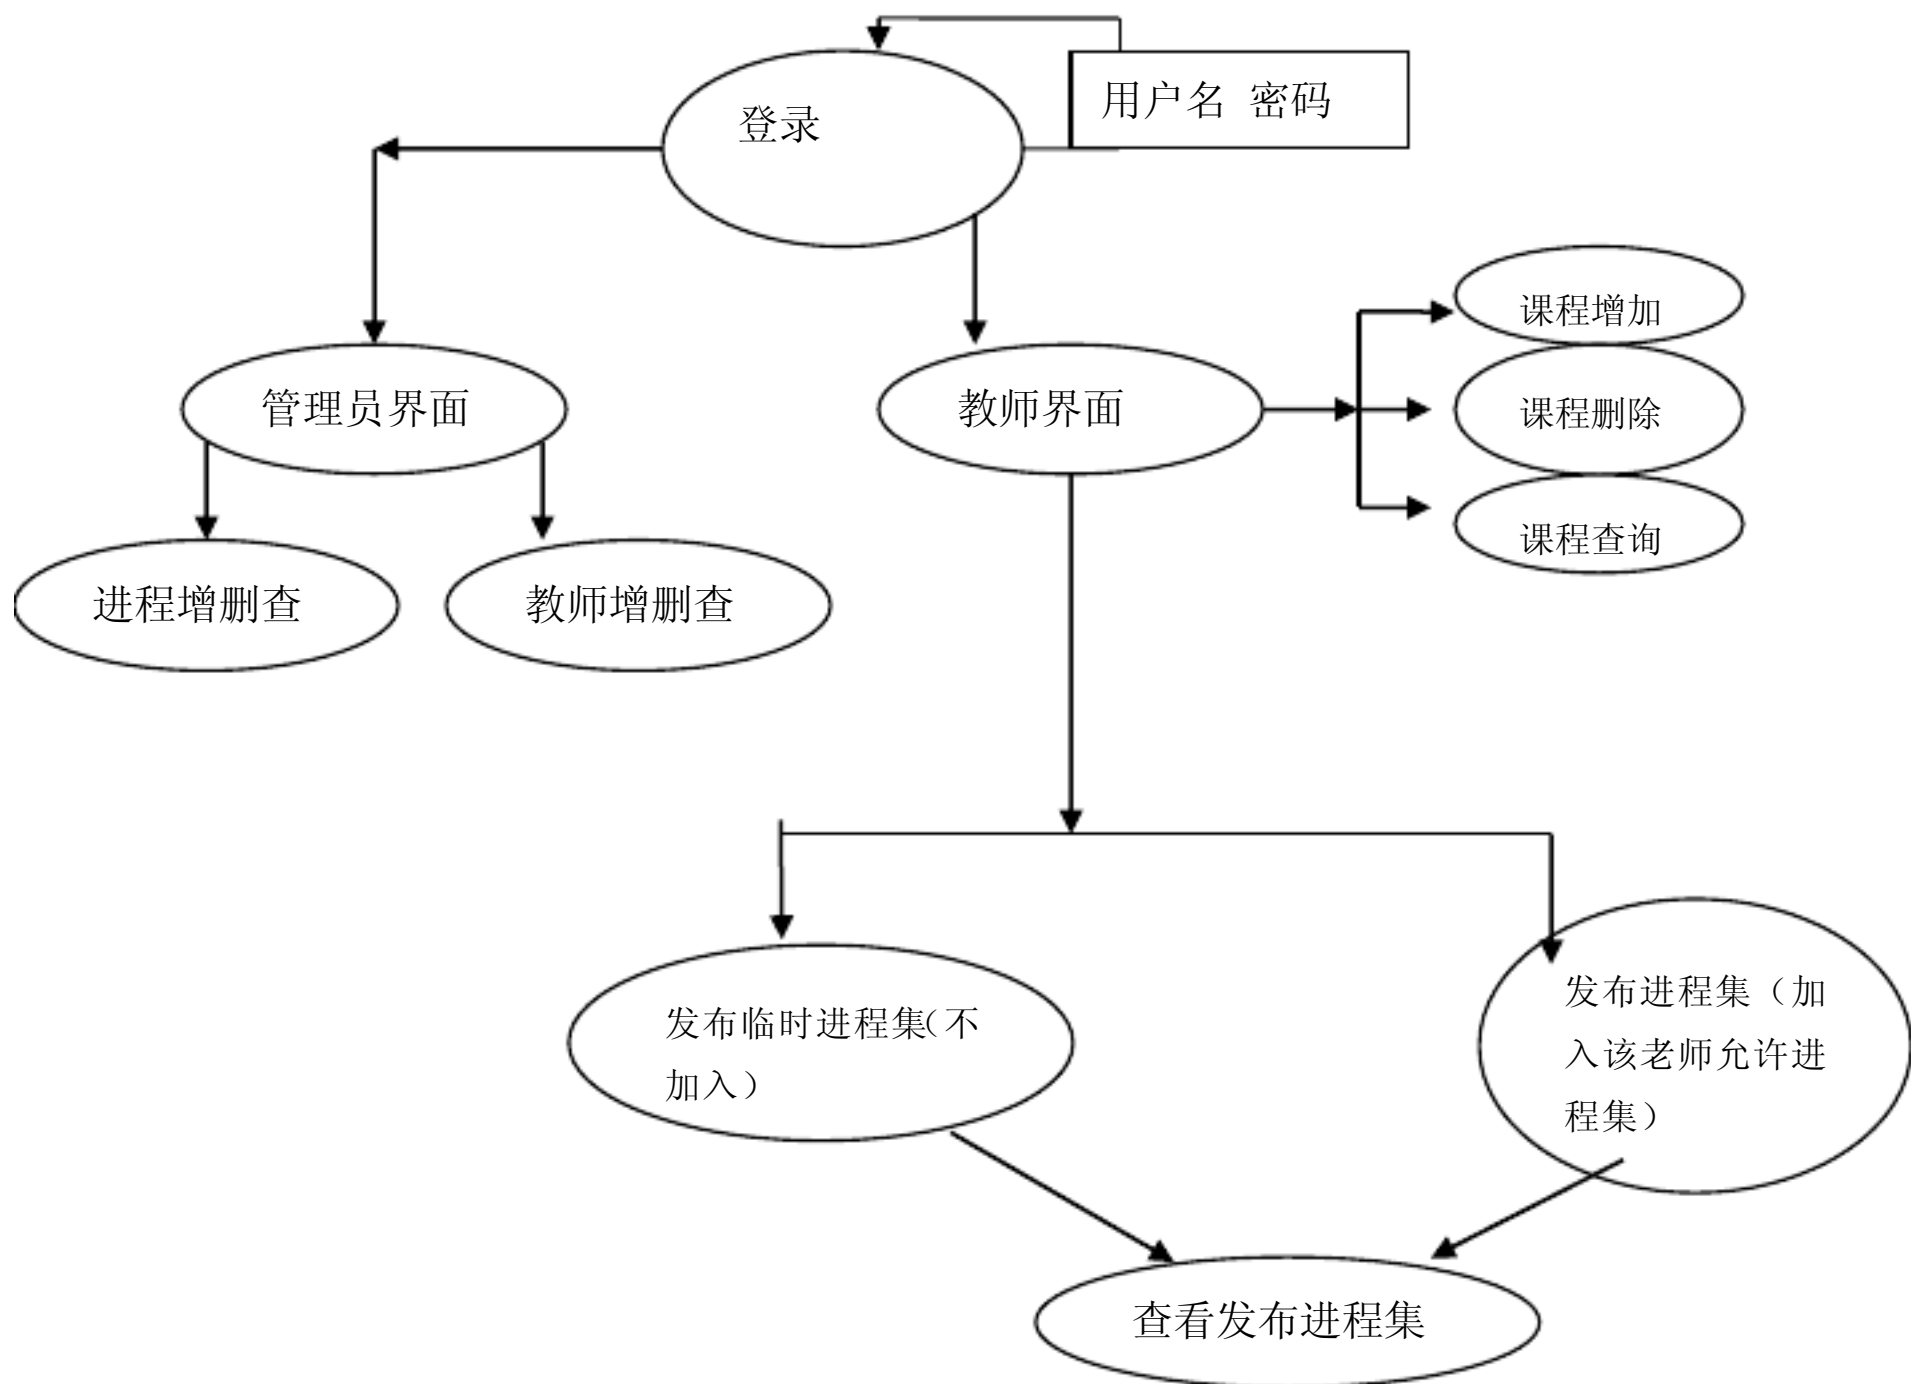 用户名 密码
登录
课程增加
管理员界面
教师界面
课程删除
课程查询
进程增删查
教师增删查
发布临时进程集(不
加入）
发布进程集（加
入该老师允许进
程集）
查看发布进程集